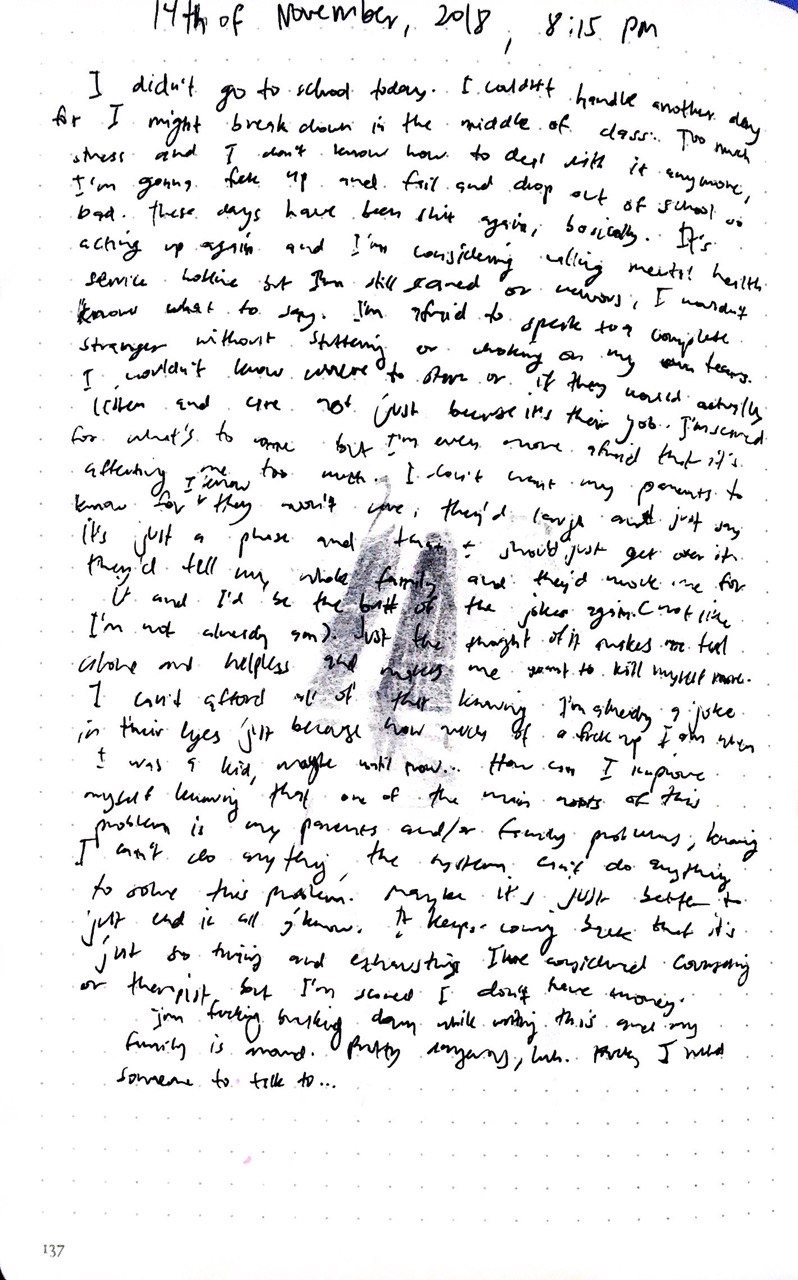 14th of November, 2018, 8:15 pm
I didn't go to school today. I couldn't handle another day
for I might break down in the middle of class. Too much
stress and I don't know how to deal with it anymore,
I'm gonna fuck up and fail and drop out of school
bad. These days have been shit again, basically. It's
acting up again and I'm considering calling mental health
service hotline but I'm still scared or nervous, I wouldn't
know what to say. I'm afraid to speak to a complete
stranger without stuttering or choking on my own tears.
I wouldn't know where to start or if they would actually
listen and care not just because it's their job. I'm scared
for what's to come but I'm even more afraid that it's
affecting me too much. I don't want my parents to
know for I know they won't care, they'd laugh and just say
it's just a phase and that I should just get over it.
they'd tell my whole family and they'd mock me for
it and I'd be the butt of the jokes again (not like
I'm not already am). Just the thought of it makes me feel
alone and helpless and makes me want to kill myself more.
I can't afford all of that knowing I'm already a joke
in their eyes just because how much of a fuck up I am when
I was a kid, maybe until now... How can I improve
myself knowing that one of the main roots of this
problem is my parents and/or family problems, knowing
I can't do anything, the system can't do anything
to solve this problem. Maybe it's just better to
just end it all y'know. It keeps coming back that it's
just so tiring and exhausting I have considered counseling
or therapist but I'm scared I don't have money.
I'm fucking breaking down while writing this and my
family is around. Pretty, huh. I need
someone to talk to...
137